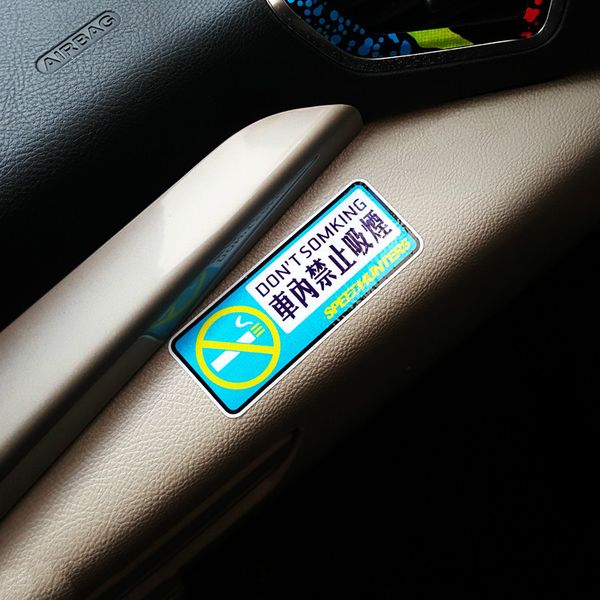 AIRBAG
DON'T SOMKING
車內禁止吸煙
SPEEDHUNTERS